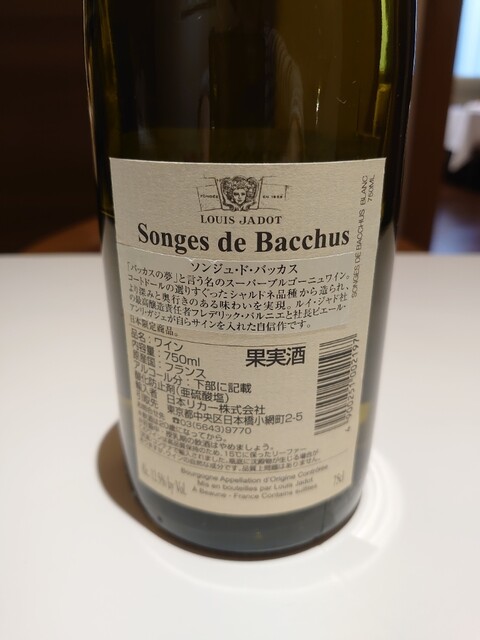 LOUIS JADOT
Songes de Bacchus
ソンジュ・ド・バッカス
「バッカスの夢」と言う名のスーパーブルゴーニュワイン。
コートドールの選りすぐったシャルドネ品種から造られ、
より深みと奥行きのある味わいを実現。ルイ・ジャド社
の最高醸造責任者フレデリック・バルニエと社長ピエール・
アンリ・ガジェが自らサインを入れた自信作です。
日本限定商品。
品名：ワイン
果実酒
内容量：750ml
原産国：フランス
アルコール分：下部に記載
酸化防止剤(亜硫酸塩)
輸入者 日本リカー株式会社
引取先 東京都中央区日本橋小網町2-5
☎03(5643)9770
Bourgogne Appellation d'Origine Contrôlée
Mis en bouteilles par Louis Jadot
A Beaune - France Contains sulfites
75cl
SONGES DE BACCHUS BLANC
750ML